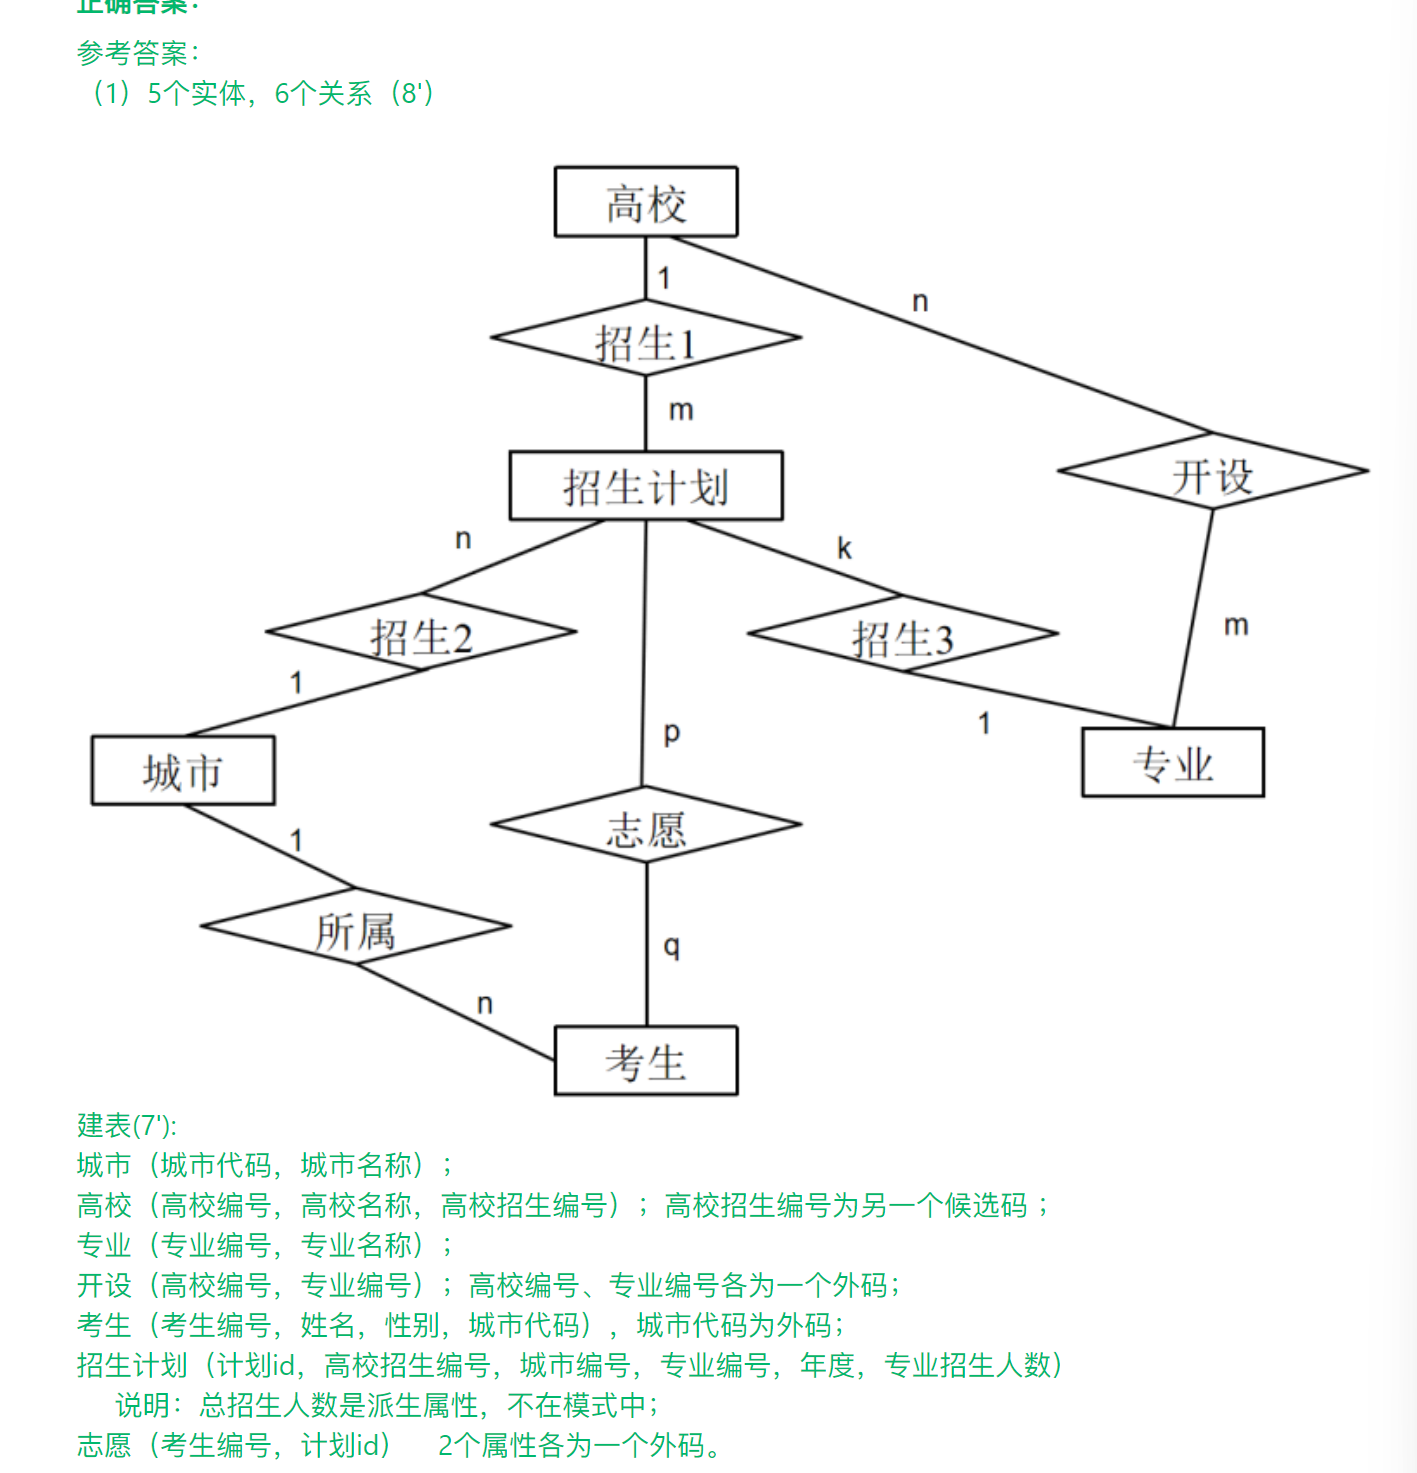 正确答案：
参考答案：
（1）5个实体，6个关系（8'）
高校
1
n
招生1
m
开设
招生计划
n
k
招生2
招生3
m
1
p
1
城市
专业
1
志愿
所属
q
n
考生
建表(7'):
城市（城市代码，城市名称）；
高校（高校编号，高校名称，高校招生编号）；高校招生编号为另一个候选码；
专业（专业编号，专业名称）；
开设（高校编号，专业编号）；高校编号、专业编号各为一个外码；
考生（考生编号，姓名，性别，城市代码），城市代码为外码；
招生计划（计划id，高校招生编号，城市编号，专业编号，年度，专业招生人数）
说明：总招生人数是派生属性，不在模式中；
志愿（考生编号，计划id） 2个属性各为一个外码。